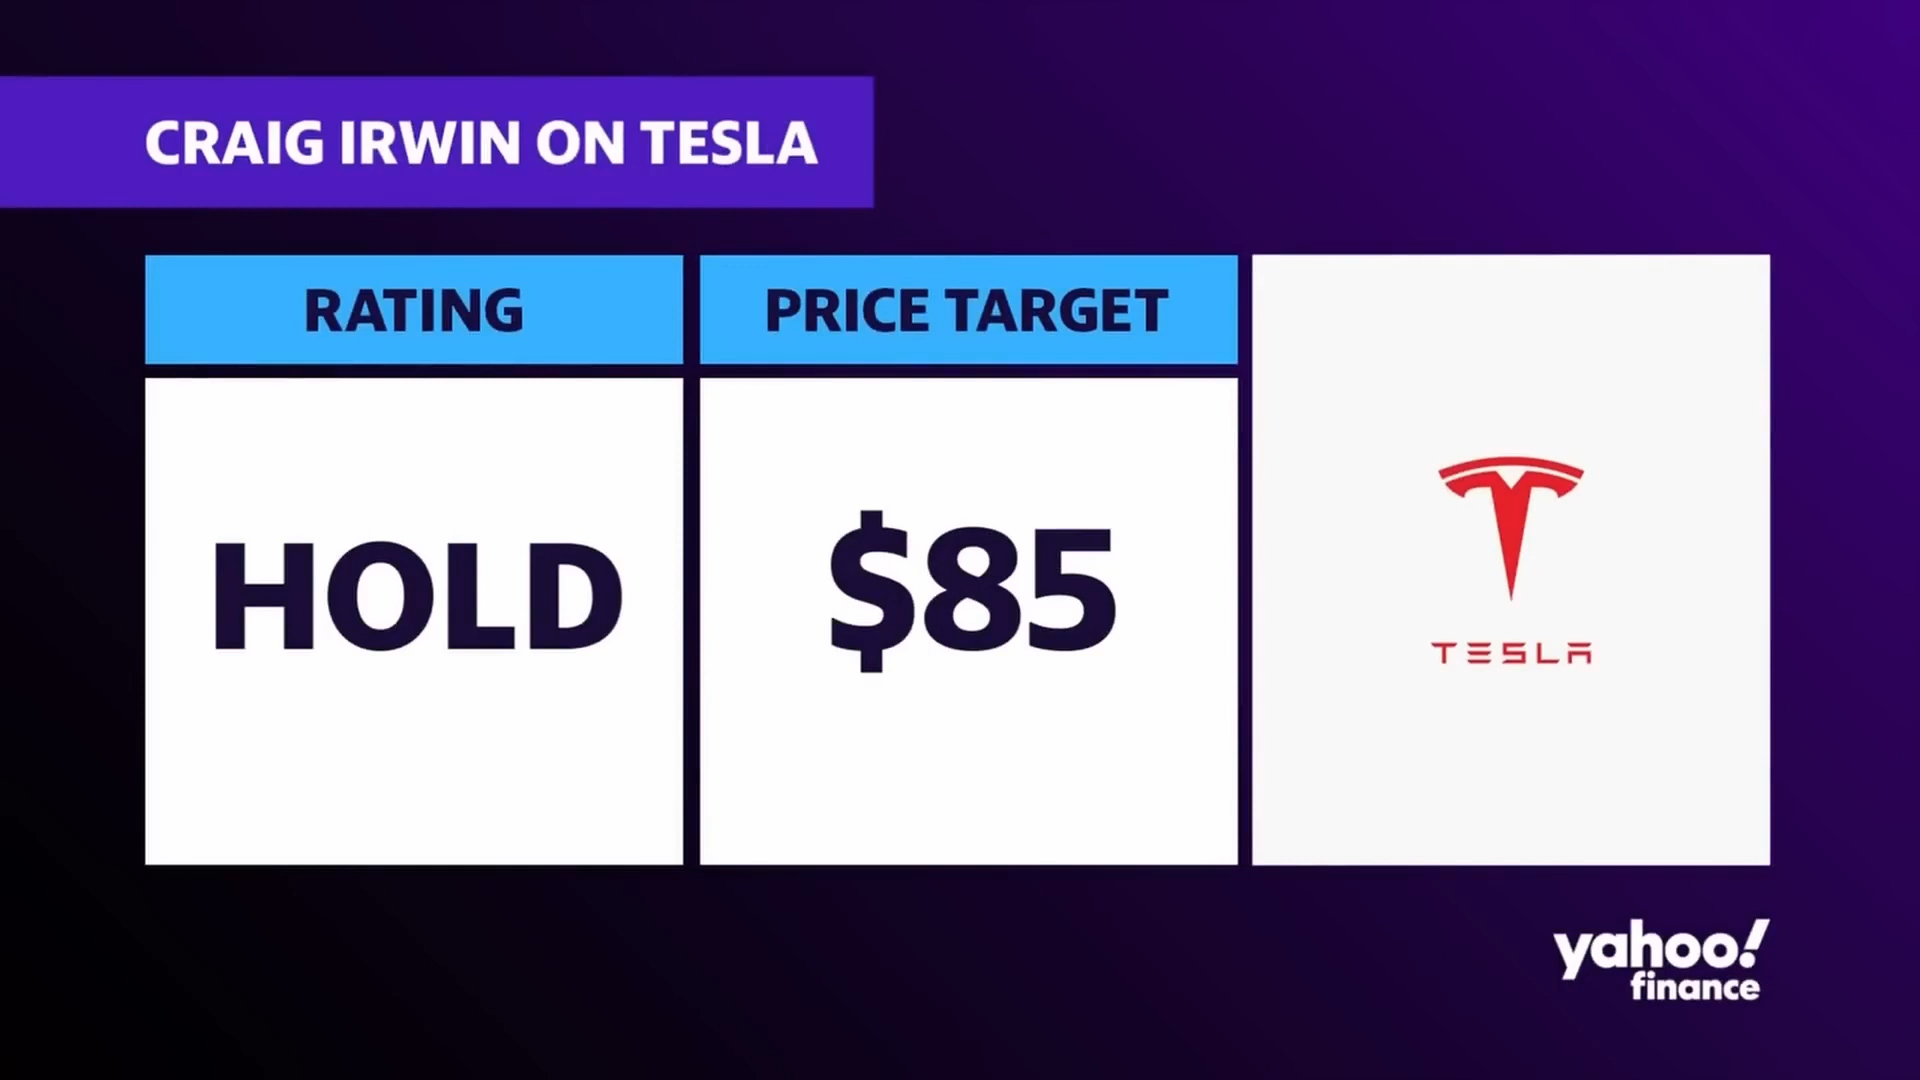 CRAIG IRWIN ON TESLA
RATING
PRICE TARGET
HOLD
$85
TESLA
yahoo!
finance